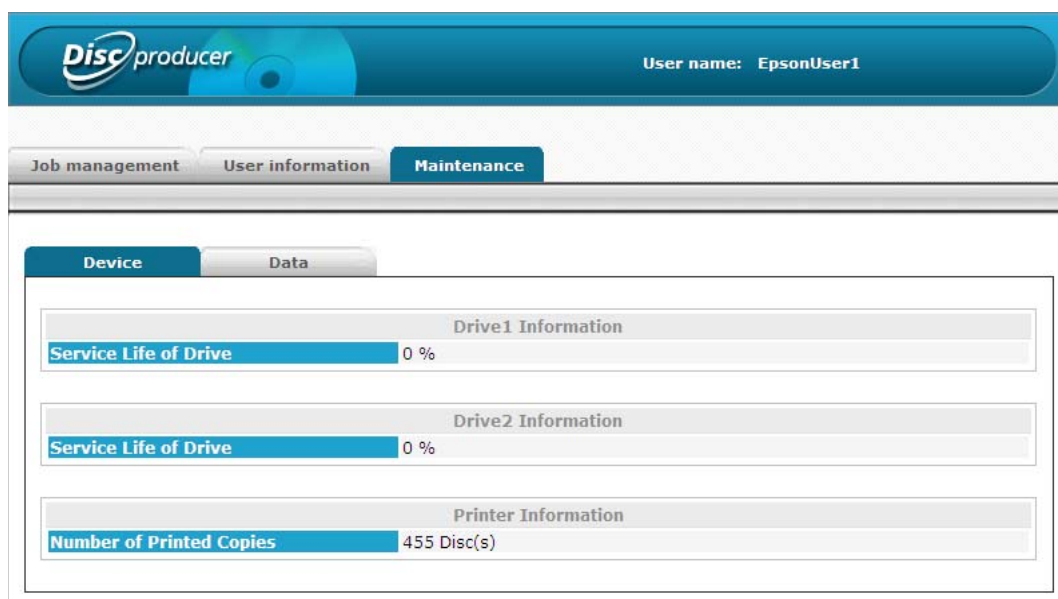 Disc producer
User name: EpsonUser1
Job management User information Maintenance
Device Data
Drive1 Information
Service Life of Drive 0 %
Drive2 Information
Service Life of Drive 0 %
Printer Information
Number of Printed Copies 455 Disc(s)